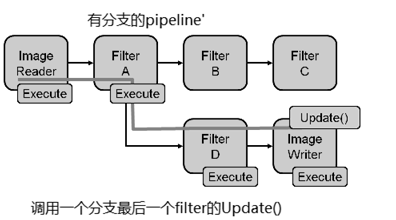 有分支的pipeline'
Image
Reader
Filter
A
Filter
B
Filter
C
Execute
Execute
Update()
Filter
D
Image
Writer
Execute
Execute
调用一个分支最后一个filter的Update()